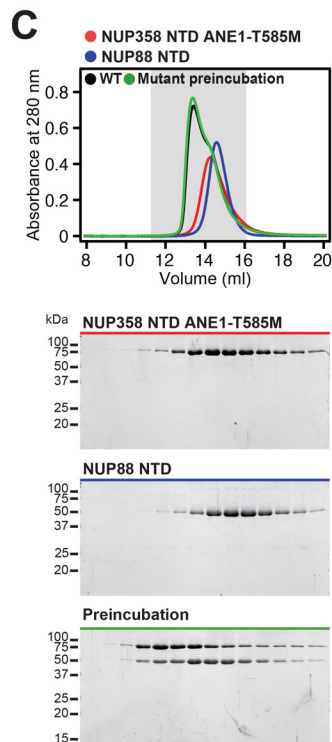 C
NUP358 NTD ANE1-T585M
NUP88 NTD
WT Mutant preincubation
Absorbance at 280 nm
0.8
0.6
0.4
0.2
0
8 10 12 14 16 18 20
Volume (ml)
kDa
NUP358 NTD ANE1-T585M
100
75
50
37
25
20
NUP88 NTD
100
75
50
37
25
20
Preincubation
100
75
50
37
25
20
15